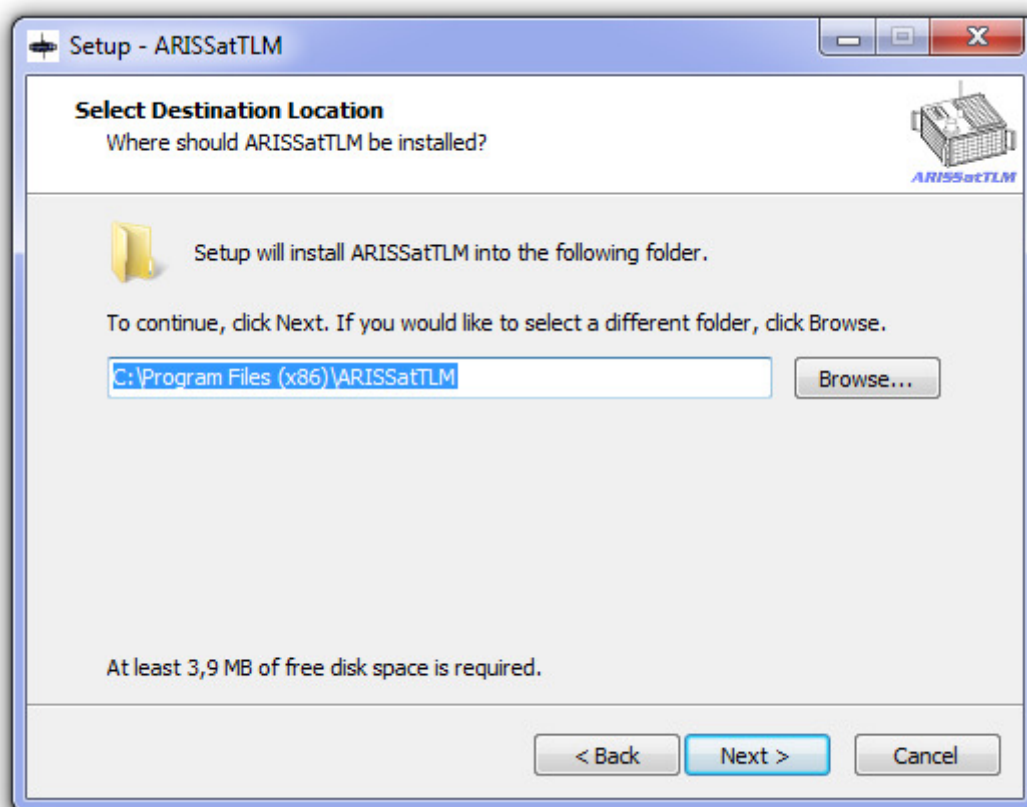 Setup - ARISSatTLM
Select Destination Location
Where should ARISSatTLM be installed?
ARISSatTLM
Setup will install ARISSatTLM into the following folder.
To continue, click Next. If you would like to select a different folder, click Browse.
C:\Program Files (x86)\ARISSatTLM
Browse...
At least 3,9 MB of free disk space is required.
< Back
Next >
Cancel